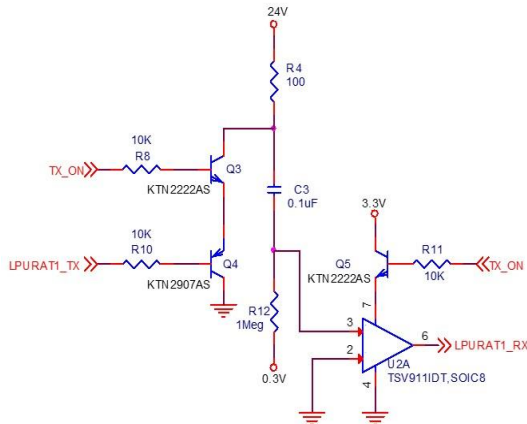 24V
R4
100
10K
R8
TX_ON
Q3
KTN2222AS
C3
0.1uF
3.3V
10K
R10
LPURAT1_TX
Q4
KTN2907AS
Q5
KTN2222AS
R11
10K
TX_ON
R12
1Meg
0.3V
7
3
2
6
4
LPURAT1_RX
U2A
TSV911IDT,SOIC8